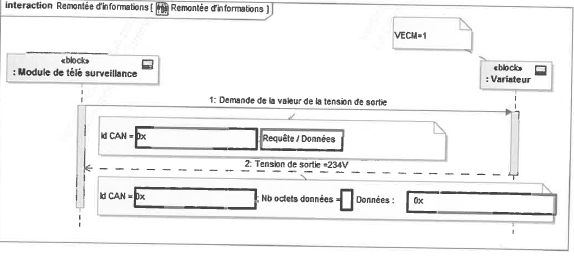 interaction Remontée d'informations [ Remontée d'informations ]
VECM=1
«block»
: Module de télé surveillance
«block»
: Variateur
1: Demande de la valeur de la tension de sortie
Id CAN = 0x ; Requête / Données
2: Tension de sortie =234V
Id CAN = 0x ; Nb octets données = Données : 0x